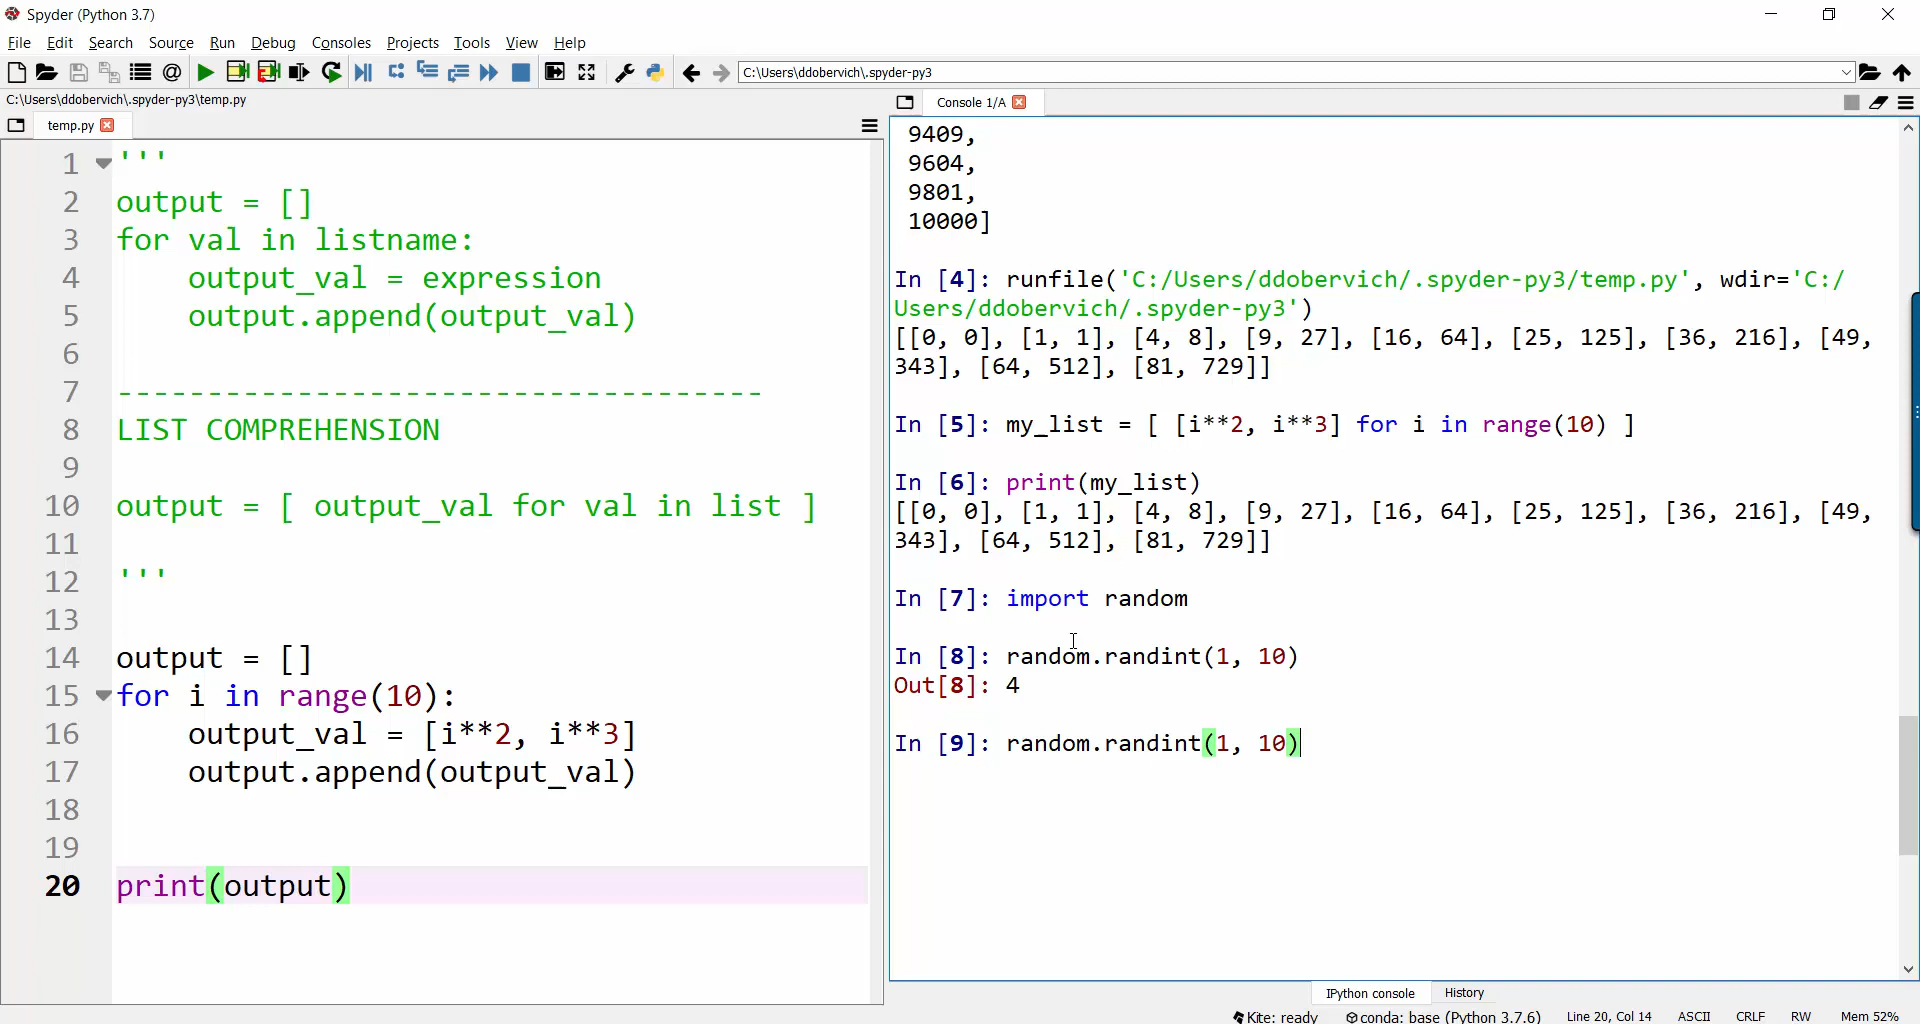 Spyder (Python 3.7)
File Edit Search Source Run Debug Consoles Projects Tools View Help
C:\Users\ddobervich\.spyder-py3
C:\Users\ddobervich\.spyder-py3\temp.py
temp.py
1 '''
2 output = []
3 for val in listname:
4     output_val = expression
5     output.append(output_val)
6
7 ------------------------------------
8 LIST COMPREHENSION
9
10 output = [ output_val for val in list ]
11
12 '''
13
14 output = []
15 for i in range(10):
16     output_val = [i**2, i**3]
17     output.append(output_val)
18
19
20 print(output)
Console 1/A
9409,
9604,
9801,
10000]
In [4]: runfile('C:/Users/ddobervich/.spyder-py3/temp.py', wdir='C:/
Users/ddobervich/.spyder-py3')
[[0, 0], [1, 1], [4, 8], [9, 27], [16, 64], [25, 125], [36, 216], [49,
343], [64, 512], [81, 729]]
In [5]: my_list = [ [i**2, i**3] for i in range(10) ]
In [6]: print(my_list)
[[0, 0], [1, 1], [4, 8], [9, 27], [16, 64], [25, 125], [36, 216], [49,
343], [64, 512], [81, 729]]
In [7]: import random
In [8]: random.randint(1, 10)
Out[8]: 4
In [9]: random.randint(1, 10)
IPython console History
Kite: ready conda: base (Python 3.7.6) Line 20, Col 14 ASCII CRLF RW Mem 52%